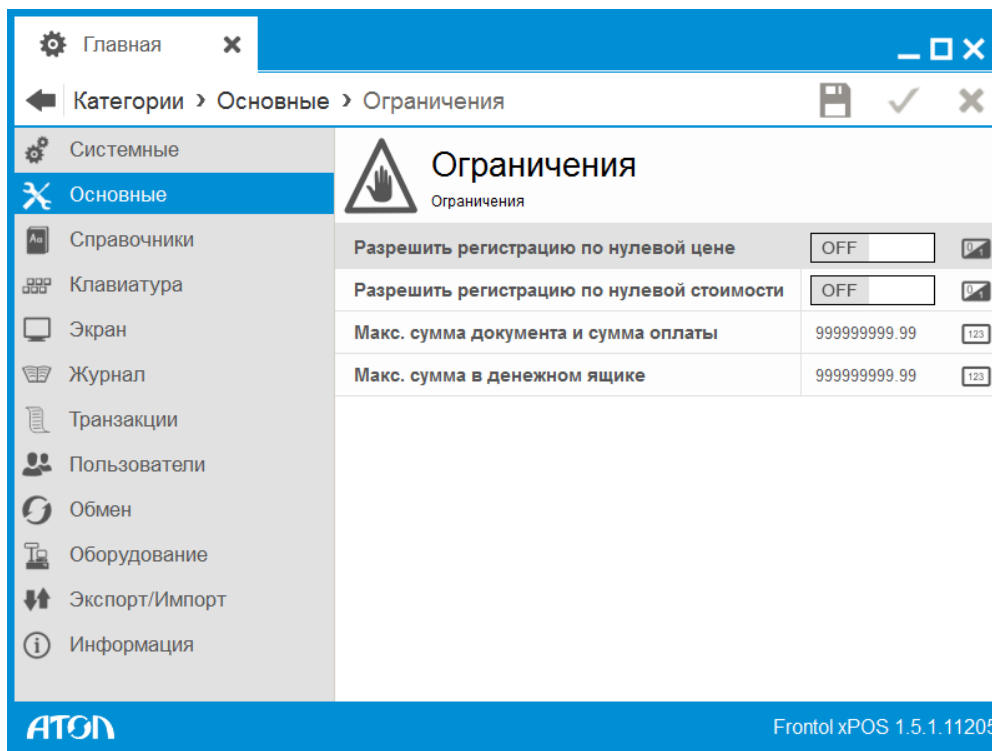 Главная
Категории › Основные › Ограничения
Системные
Основные
Справочники
Клавиатура
Экран
Журнал
Транзакции
Пользователи
Обмен
Оборудование
Экспорт/Импорт
Информация
Ограничения
Ограничения
Разрешить регистрацию по нулевой цене OFF
Разрешить регистрацию по нулевой стоимости OFF
Макс. сумма документа и сумма оплаты 999999999.99 123
Макс. сумма в денежном ящике 999999999.99 123
АТОЛ
Frontol xPOS 1.5.1.11205